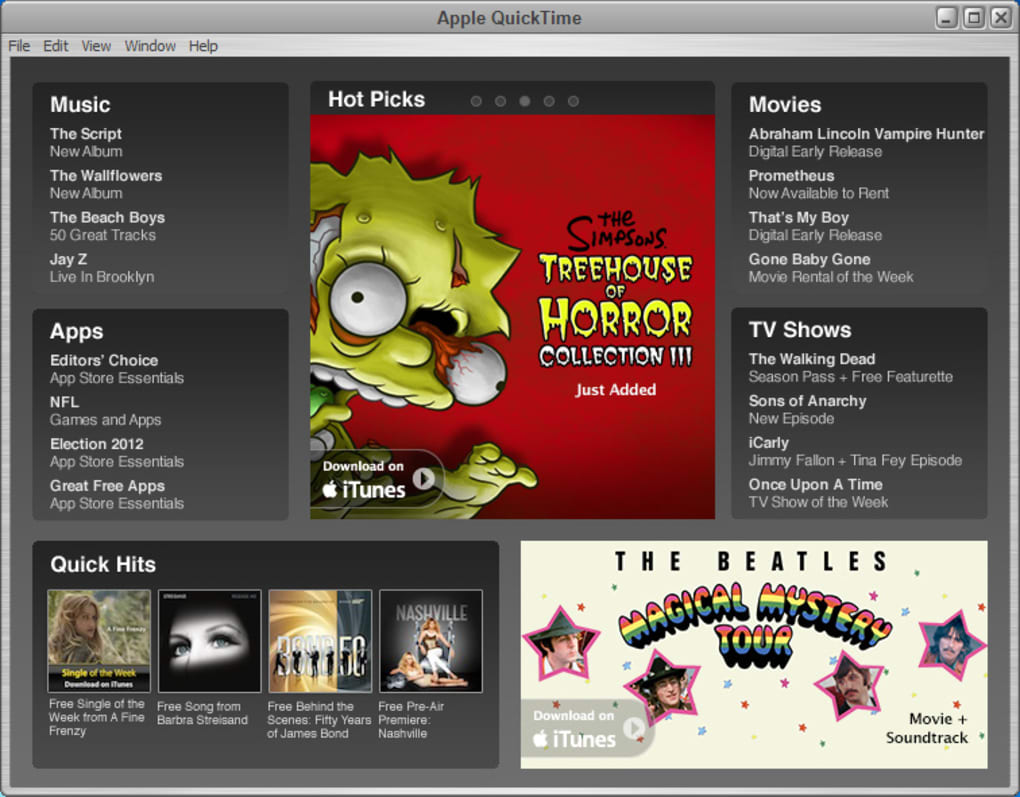 Apple QuickTime
File Edit View Window Help
Music
The Script
New Album
The Wallflowers
New Album
The Beach Boys
50 Great Tracks
Jay Z
Live In Brooklyn
Apps
Editors' Choice
App Store Essentials
NFL
Games and Apps
Election 2012
App Store Essentials
Great Free Apps
App Store Essentials
Hot Picks
THE
SIMPSONS
TREEHOUSE
OF
HORROR
COLLECTION III
Just Added
Download on
iTunes
Movies
Abraham Lincoln Vampire Hunter
Digital Early Release
Prometheus
Now Available to Rent
That's My Boy
Digital Early Release
Gone Baby Gone
Movie Rental of the Week
TV Shows
The Walking Dead
Season Pass + Free Featurette
Sons of Anarchy
New Episode
iCarly
Jimmy Fallon + Tina Fey Episode
Once Upon A Time
TV Show of the Week
Quick Hits
A Fine Frenzy
Single of the Week
Download on iTunes
Free Single of the
Week from A Fine
Frenzy
STREISAND RELEASE ME
Free Song from
Barbra Streisand
BOND 50
Free Behind the
Scenes: Fifty Years
of James Bond
NASHVILLE
Free Pre-Air
Premiere:
Nashville
THE BEATLES
MAGICAL MYSTERY
TOUR
Download on
iTunes
Movie +
Soundtrack